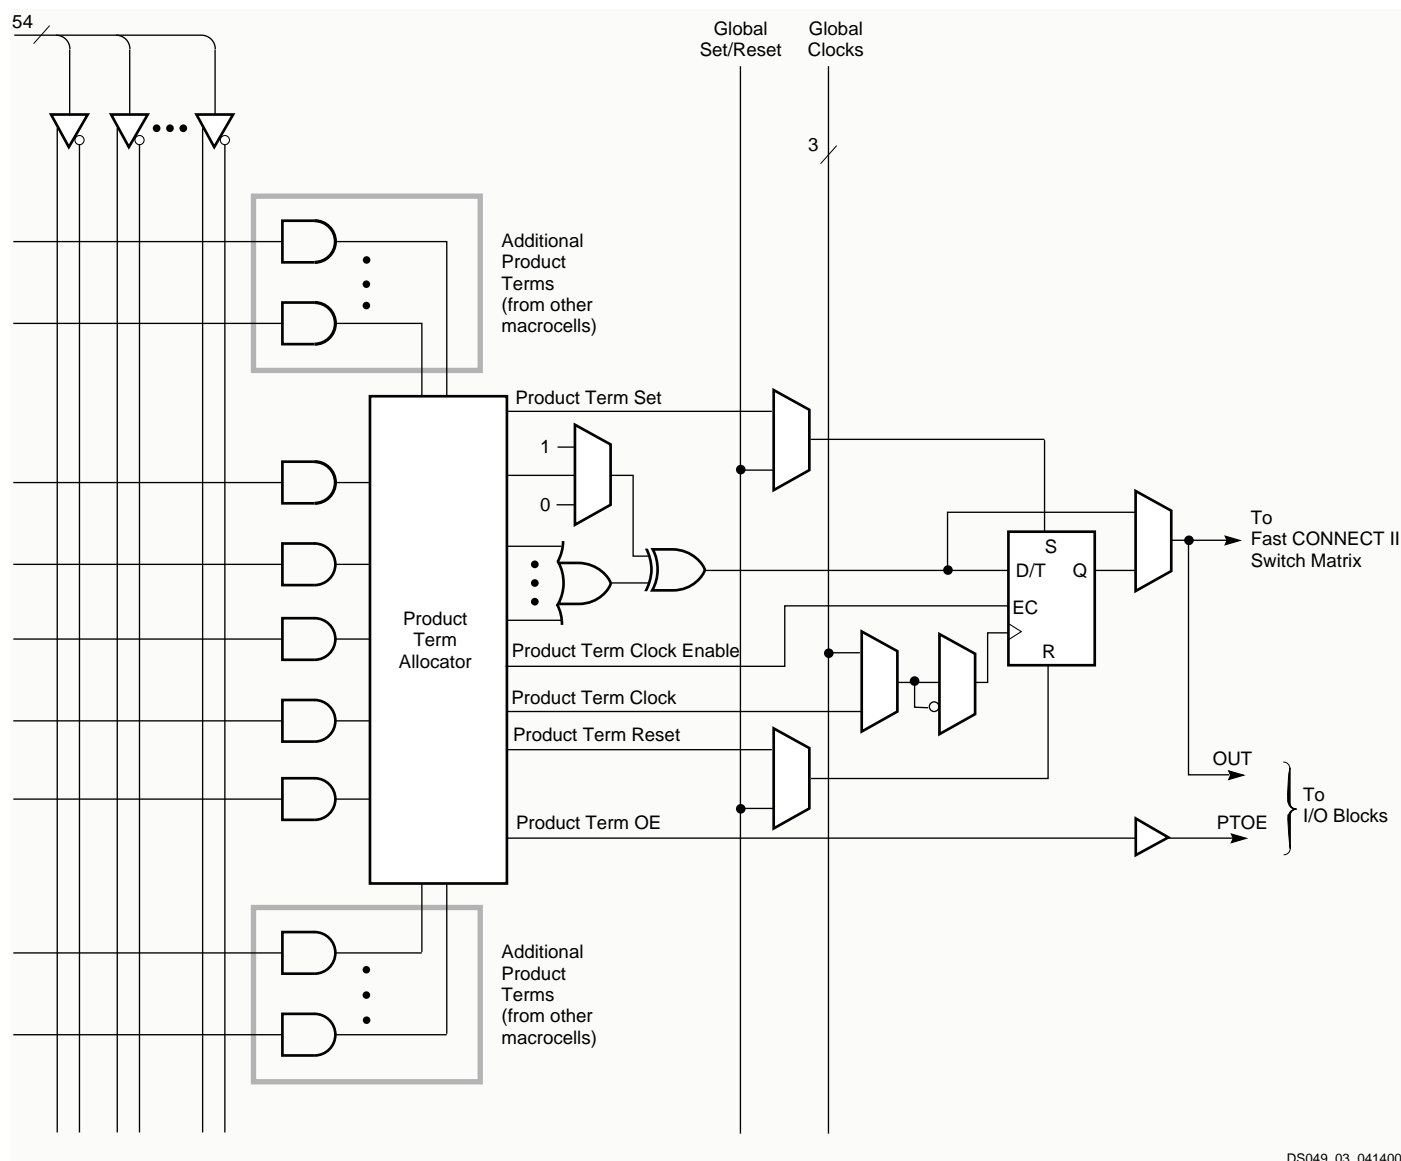 54
Global
Set/Reset
Global
Clocks
3
Additional
Product
Terms
(from other
macrocells)
Product Term Set
1
0
To
Fast CONNECT II
Switch Matrix
S
D/T
Q
EC
R
Product
Term
Allocator
Product Term Clock Enable
Product Term Clock
Product Term Reset
OUT
Product Term OE
PTOE
To
I/O Blocks
Additional
Product
Terms
(from other
macrocells)
DS049_03_041400